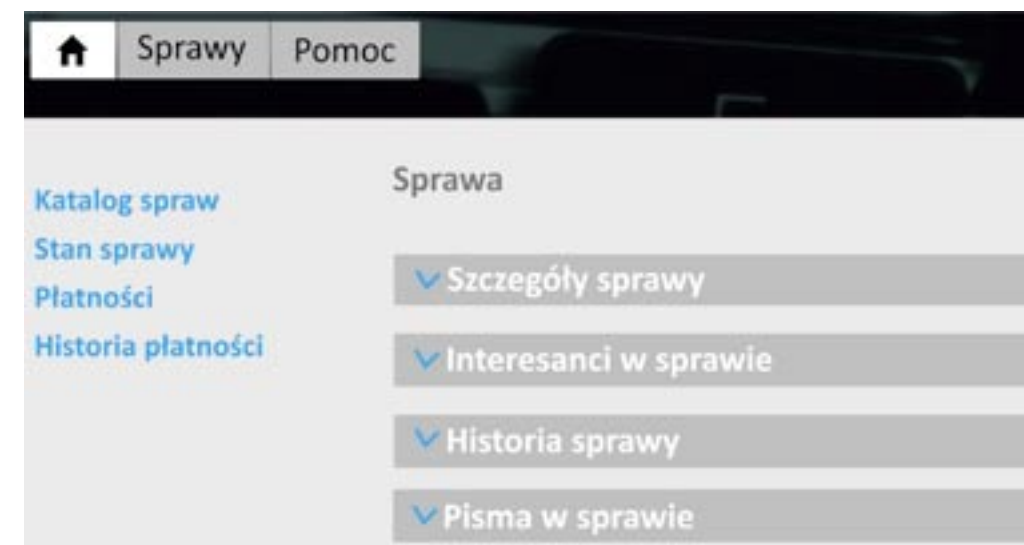 Sprawy Pomoc
Katalog spraw
Stan sprawy
Płatności
Historia płatności
Sprawa
Szczegóły sprawy
Interesanci w sprawie
Historia sprawy
Pisma w sprawie